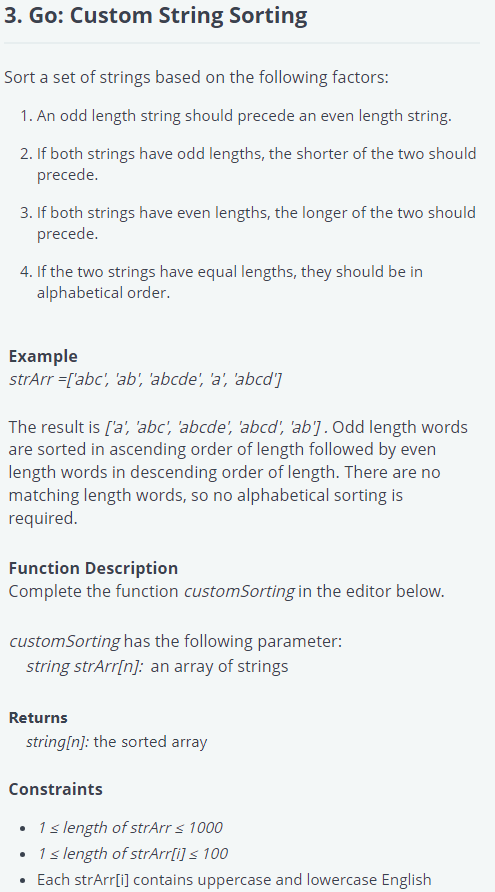 3. Go: Custom String Sorting
Sort a set of strings based on the following factors:
1. An odd length string should precede an even length string.
2. If both strings have odd lengths, the shorter of the two should
precede.
3. If both strings have even lengths, the longer of the two should
precede.
4. If the two strings have equal lengths, they should be in
alphabetical order.
Example
strArr =['abc', 'ab', 'abcde', 'a', 'abcd']
The result is ['a', 'abc', 'abcde', 'abcd', 'ab'] . Odd length words
are sorted in ascending order of length followed by even
length words in descending order of length. There are no
matching length words, so no alphabetical sorting is
required.
Function Description
Complete the function customSorting in the editor below.
customSorting has the following parameter:
string strArr[n]: an array of strings
Returns
string[n]: the sorted array
Constraints
• 1 ≤ length of strArr ≤ 1000
• 1 ≤ length of strArr[i] ≤ 100
• Each strArr[i] contains uppercase and lowercase English